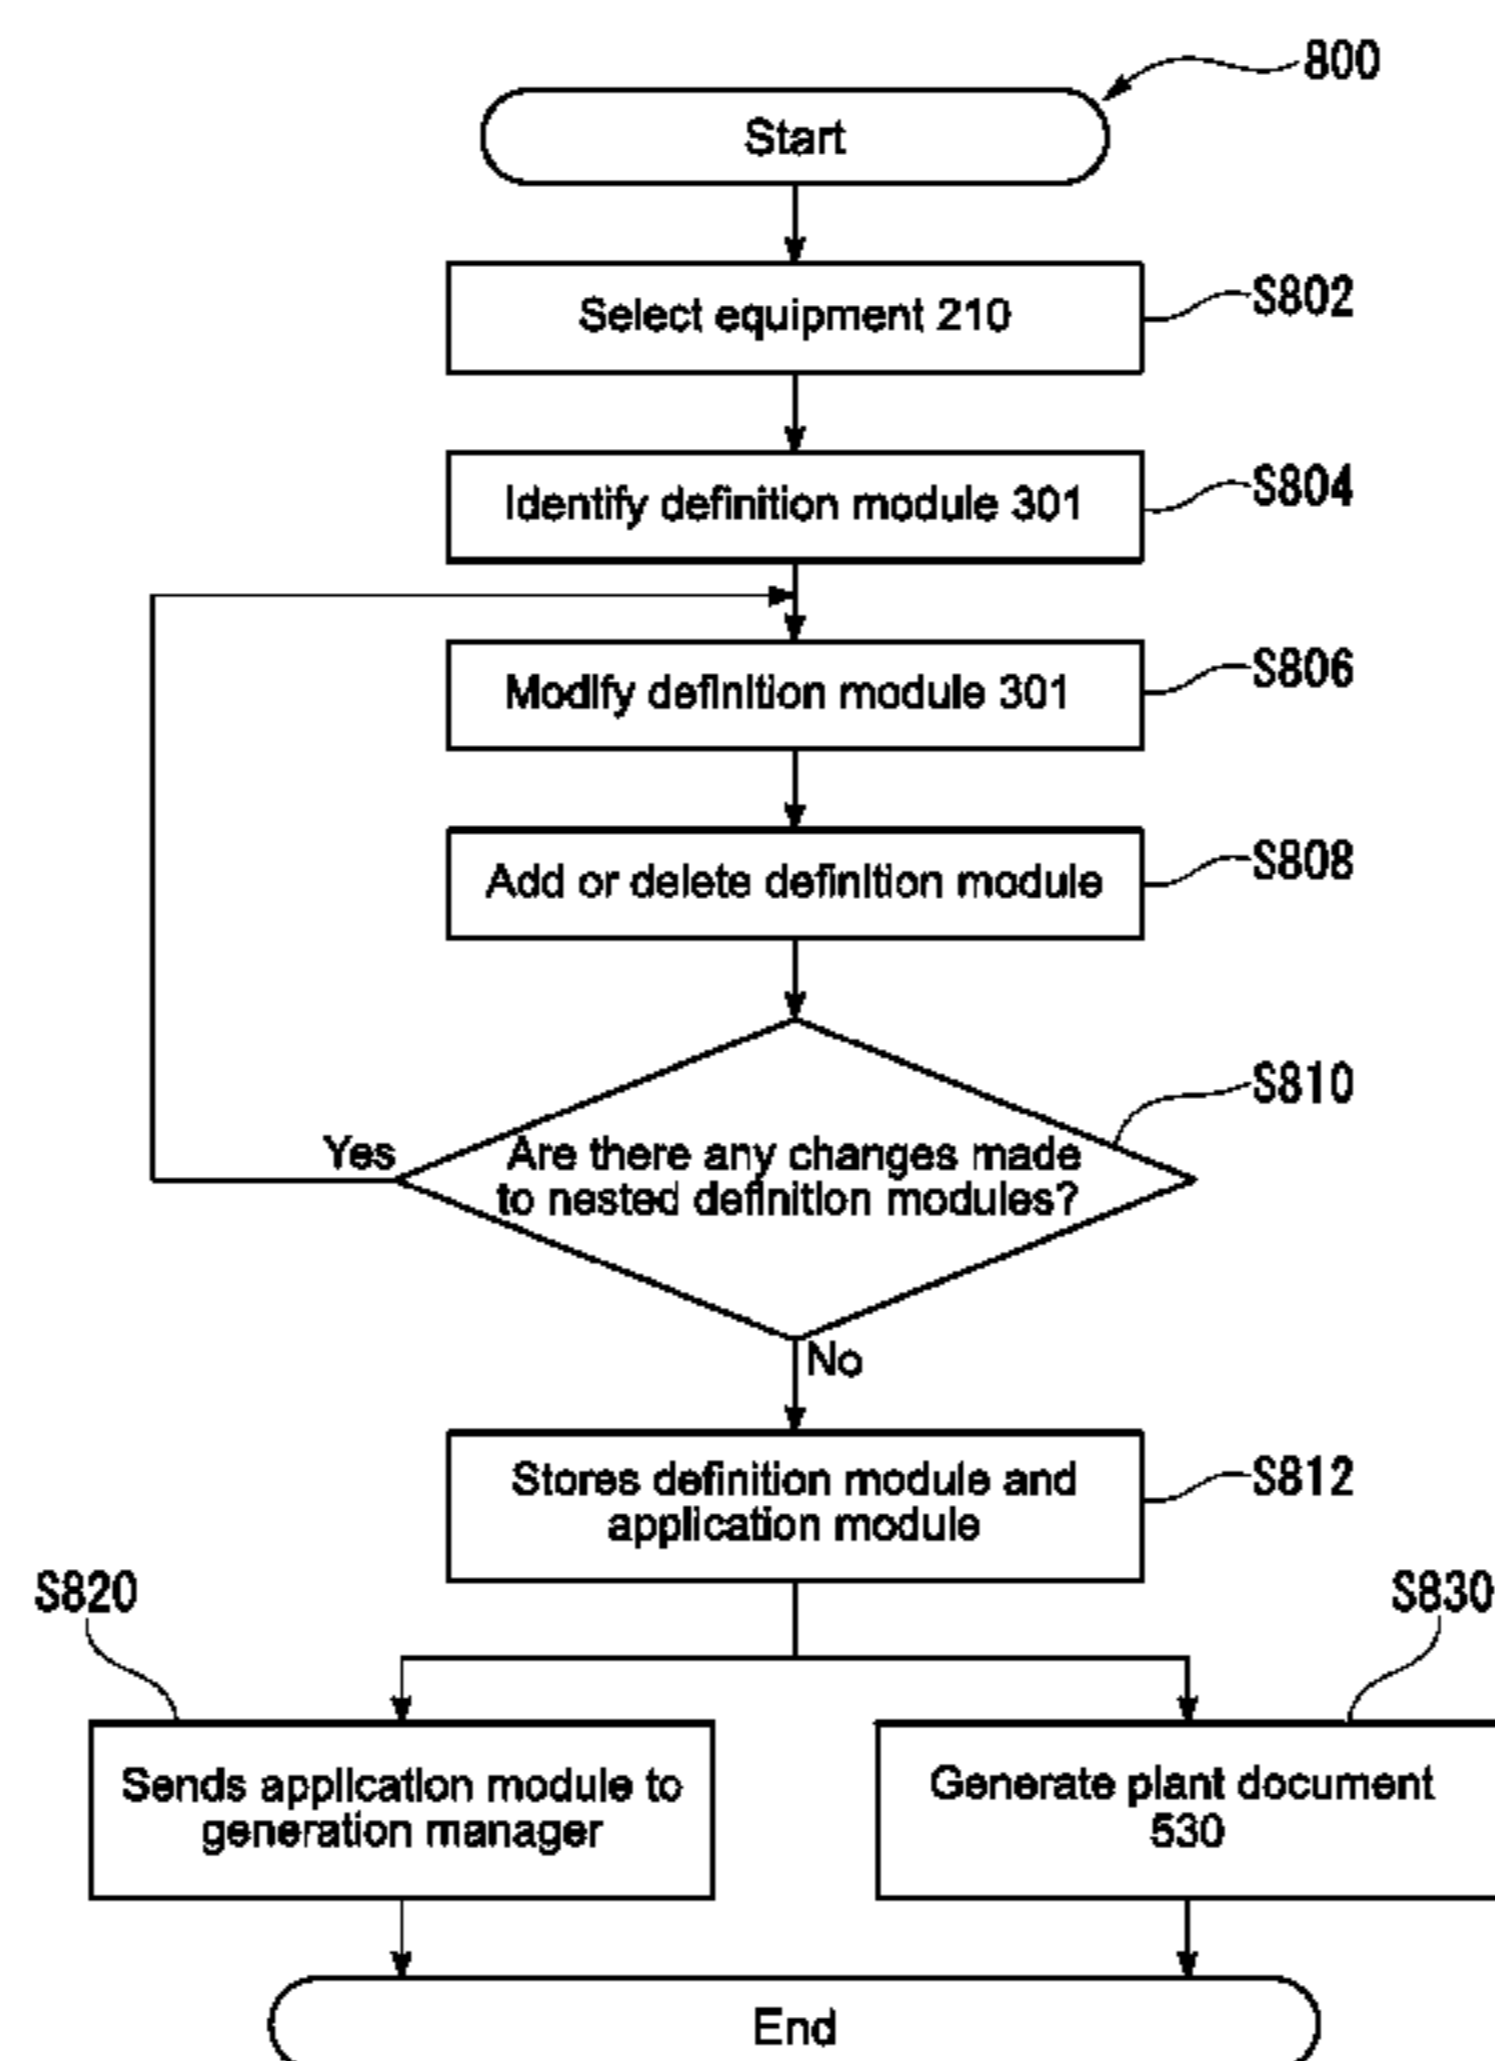 800
Start
Select equipment 210
S802
Identify definition module 301
S804
Modify definition module 301
S806
Add or delete definition module
S808
S810
Yes
Are there any changes made
to nested definition modules?
No
Stores definition module and
application module
S812
S820
S830
Sends application module to
generation manager
Generate plant document
530
End